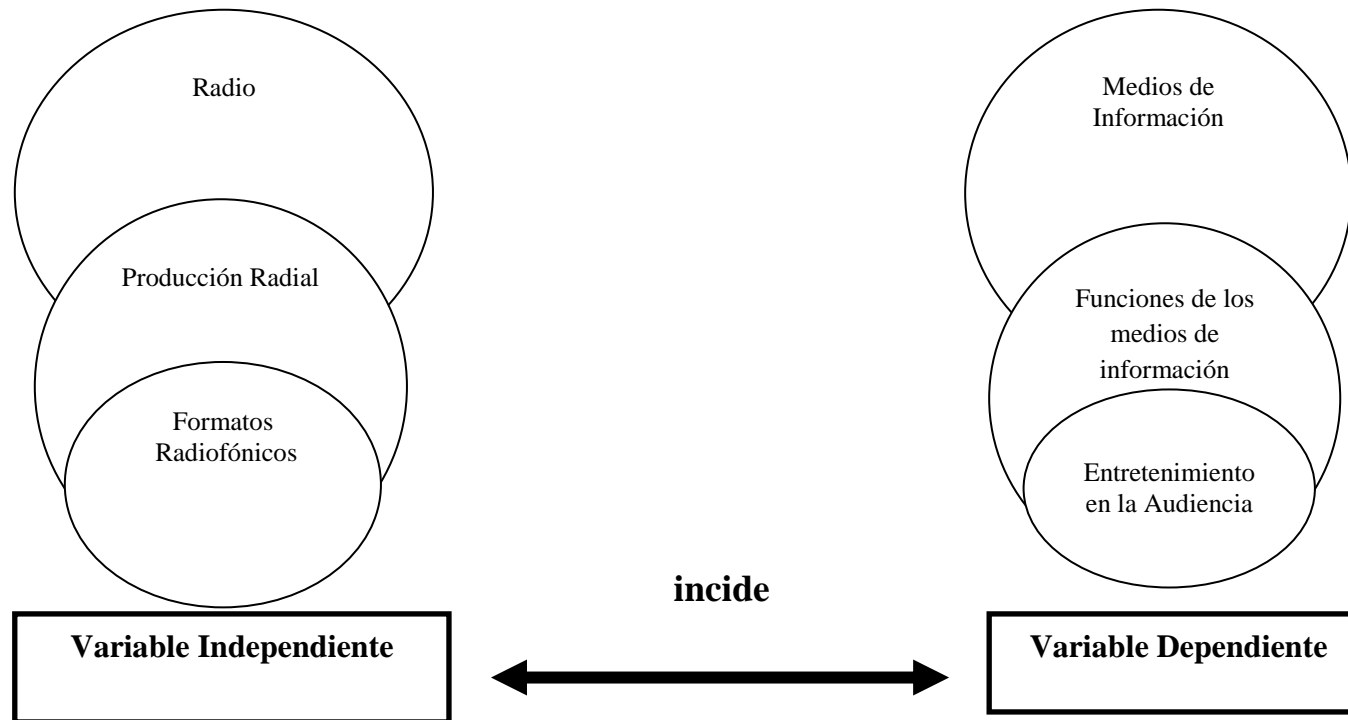 Radio
Producción Radial
Formatos
Radiofónicos
Variable Independiente
incide
Medios de
Información
Funciones de los
medios de
información
Entretenimiento
en la Audiencia
Variable Dependiente